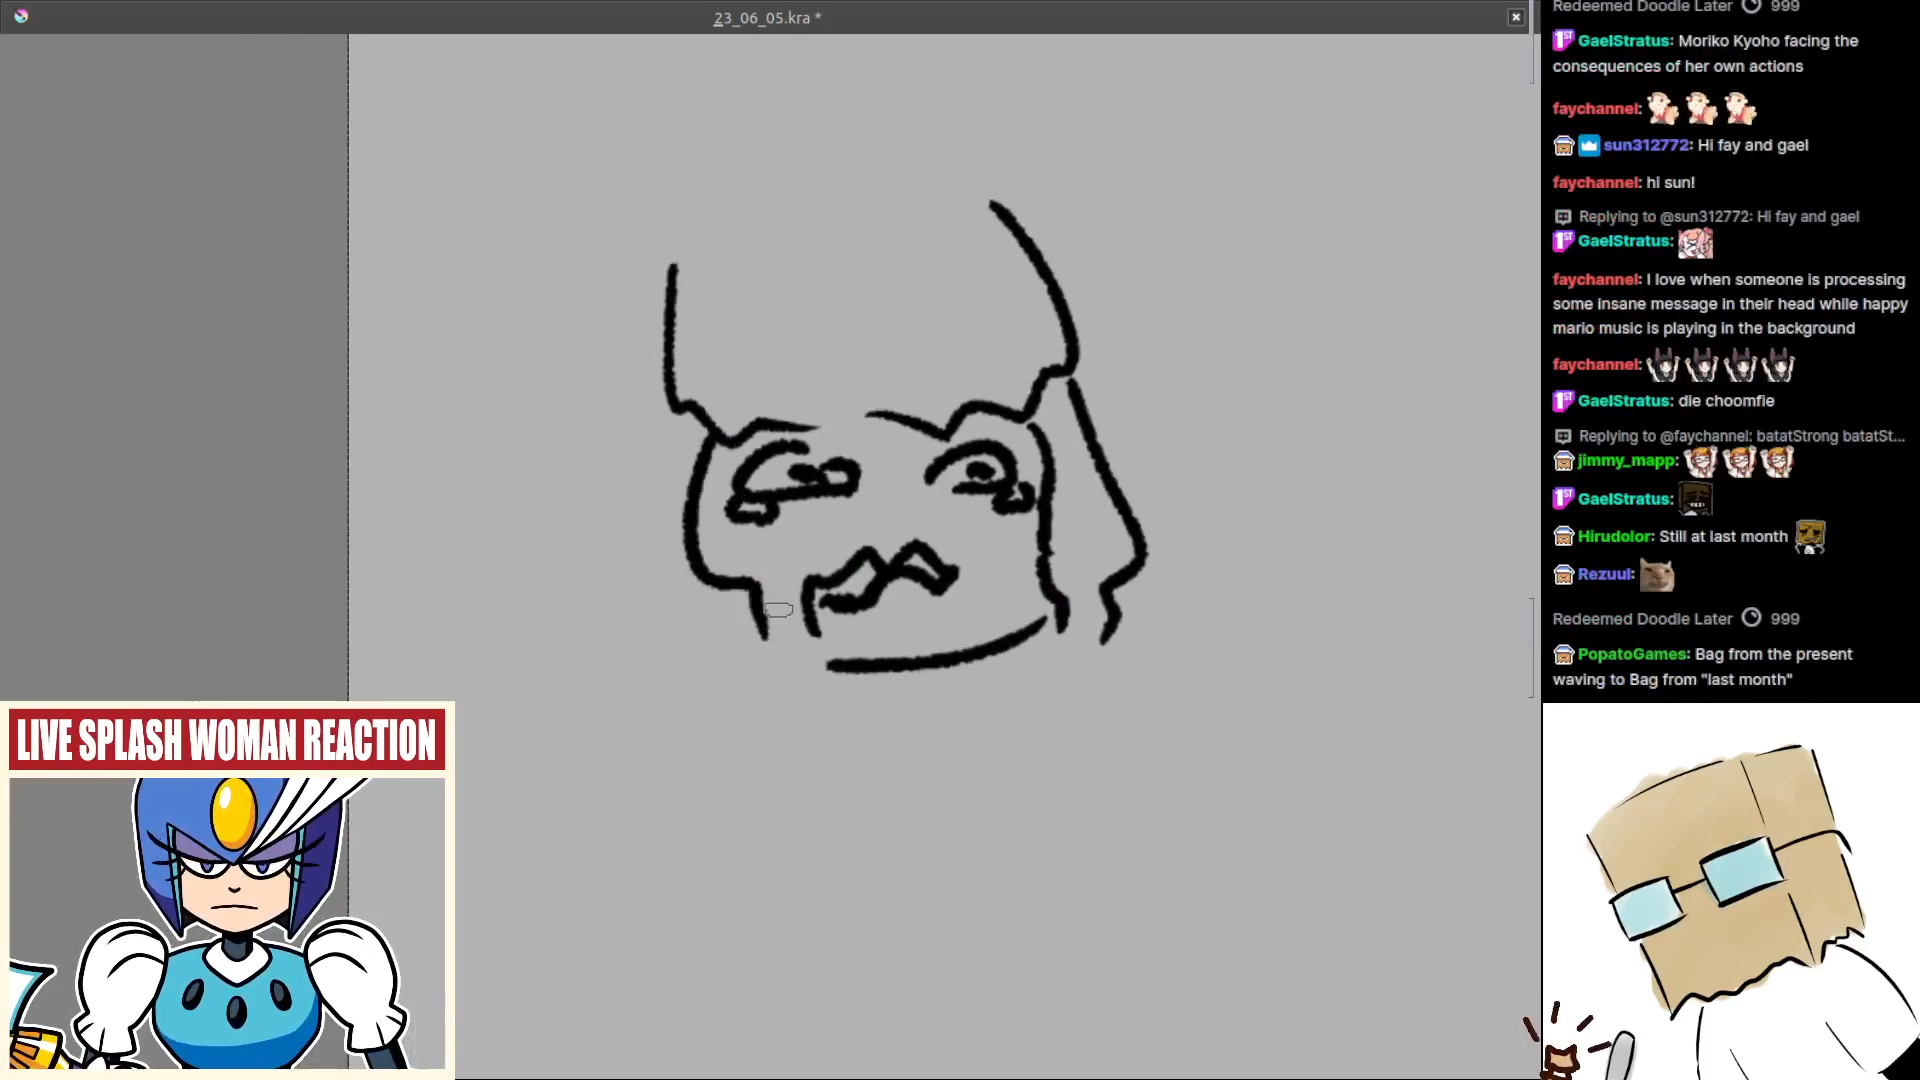 23_06_05.kra *
Redeemed Doodle Later 999
GaelStratus: Moriko Kyoho facing the
consequences of her own actions
faychannel:
sun312772: Hi fay and gael
faychannel: hi sun!
Replying to @sun312772: Hi fay and gael
GaelStratus:
faychannel: I love when someone is processing
some insane message in their head while happy
mario music is playing in the background
faychannel:
GaelStratus: die choomfie
Replying to @faychannel: batatStrong batatSt...
jimmy_mapp:
GaelStratus:
Hirudolor: Still at last month
Rezuul:
Redeemed Doodle Later 999
PopatoGames: Bag from the present
waving to Bag from "last month"
LIVE SPLASH WOMAN REACTION